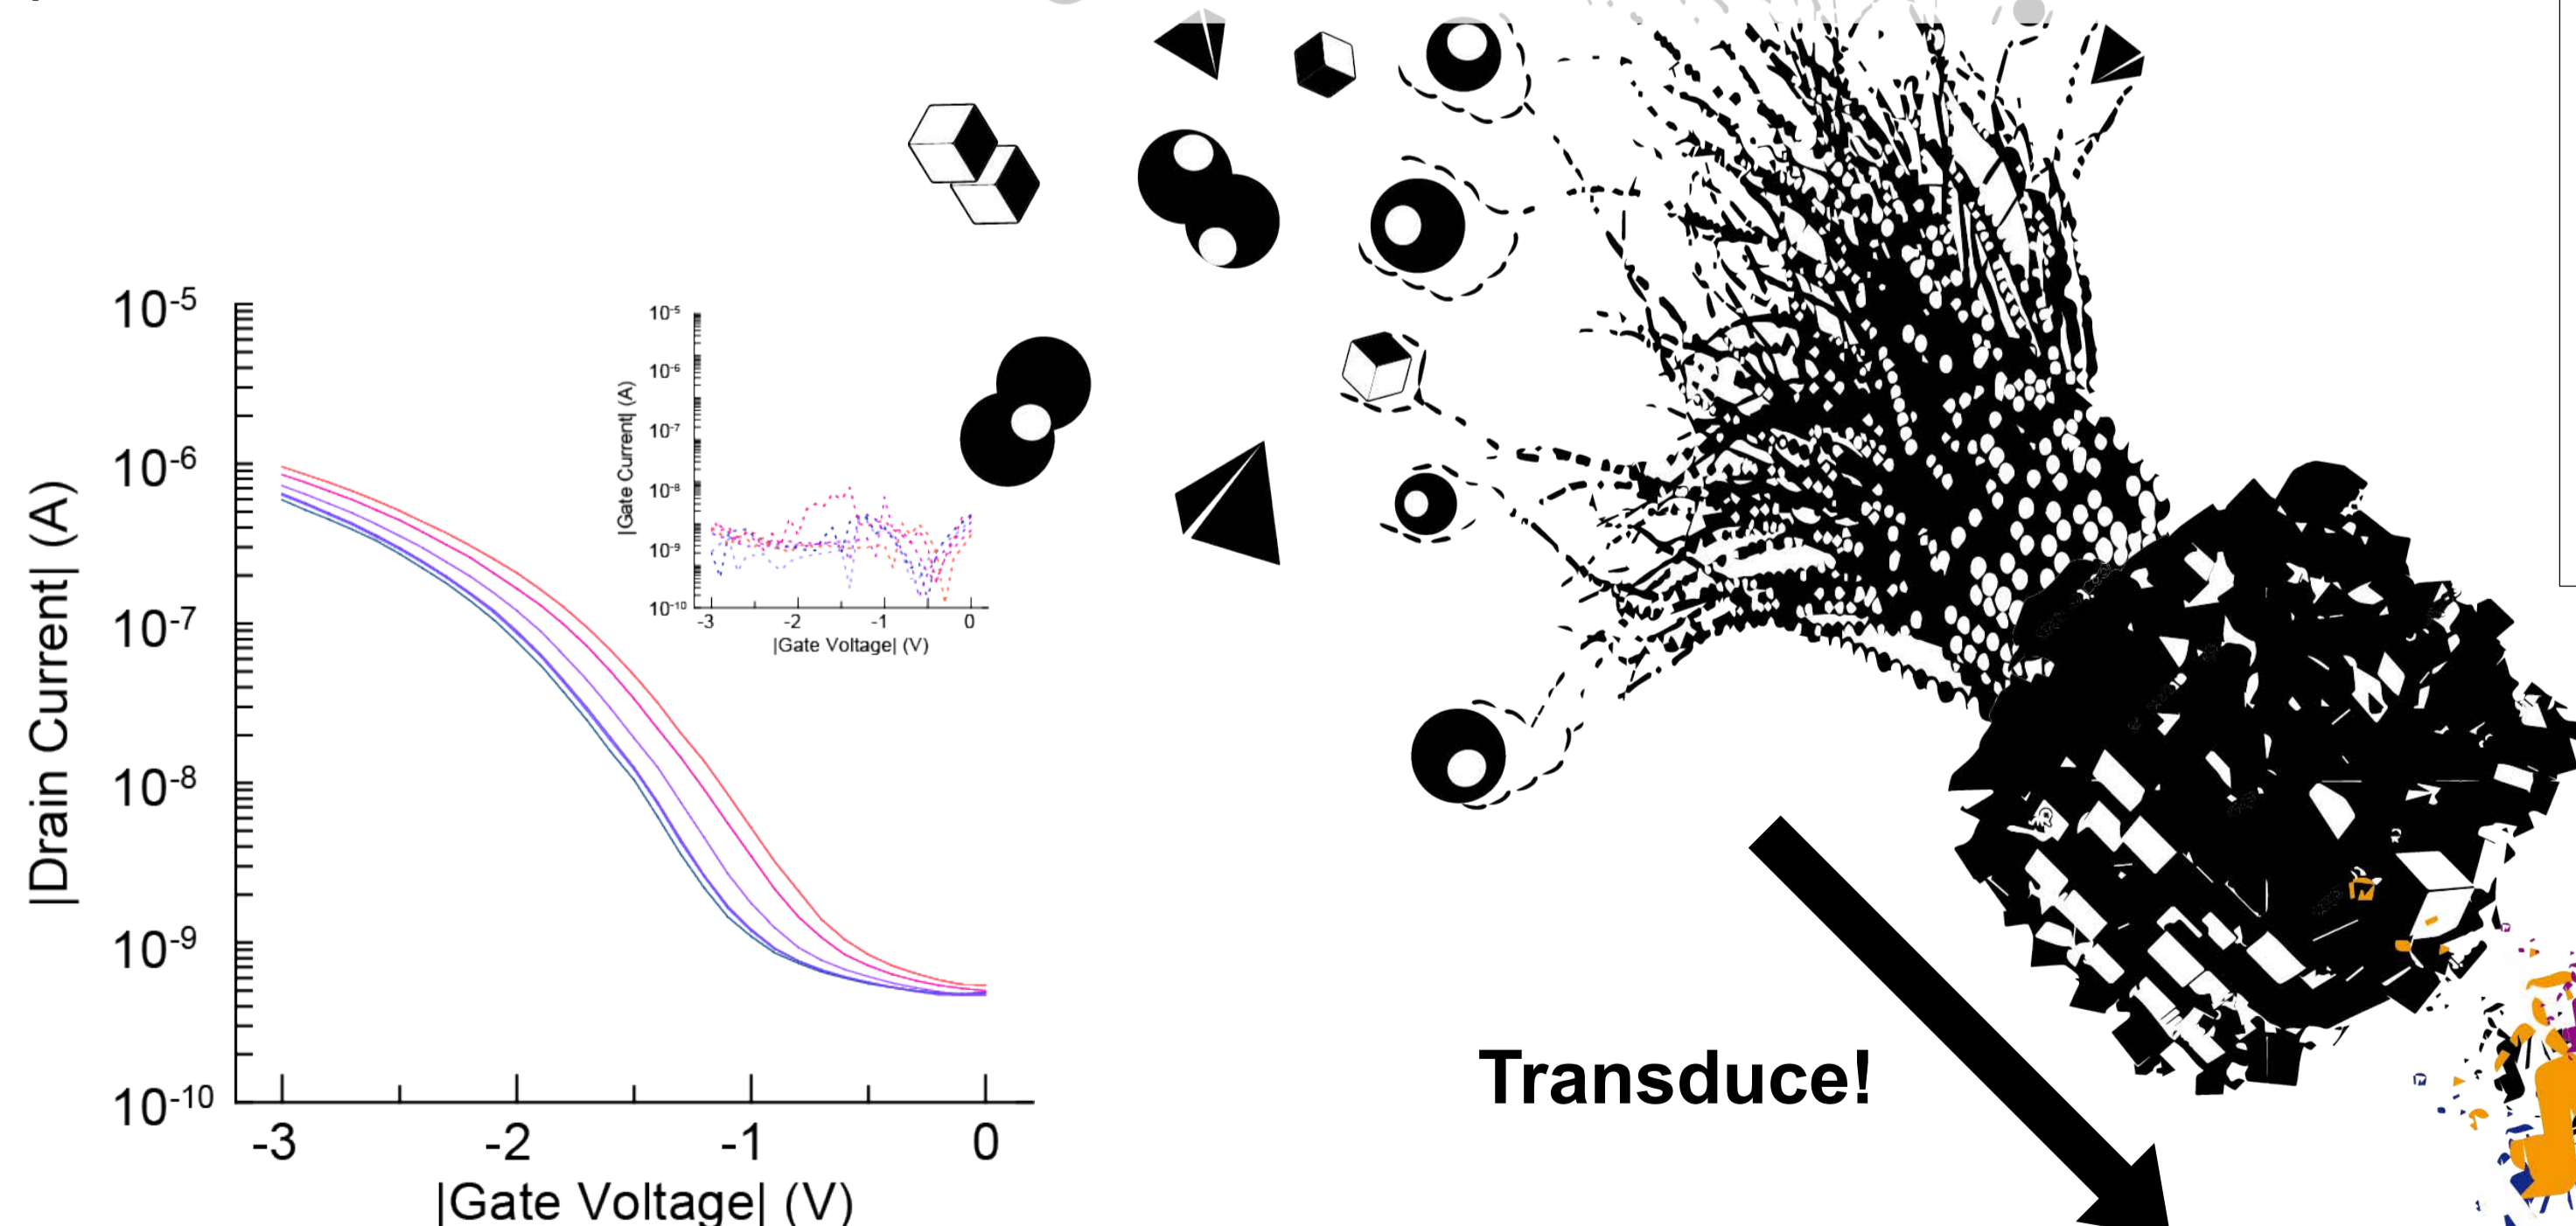 10-5
10-6
10-7
10-8
10-9
10-10
|Drain Current| (A)
-3 -2 -1 0
|Gate Voltage| (V)
10-5
10-6
10-7
10-8
10-9
10-10
|Gate Current| (A)
-3 -2 -1 0
|Gate Voltage| (V)
Transduce!